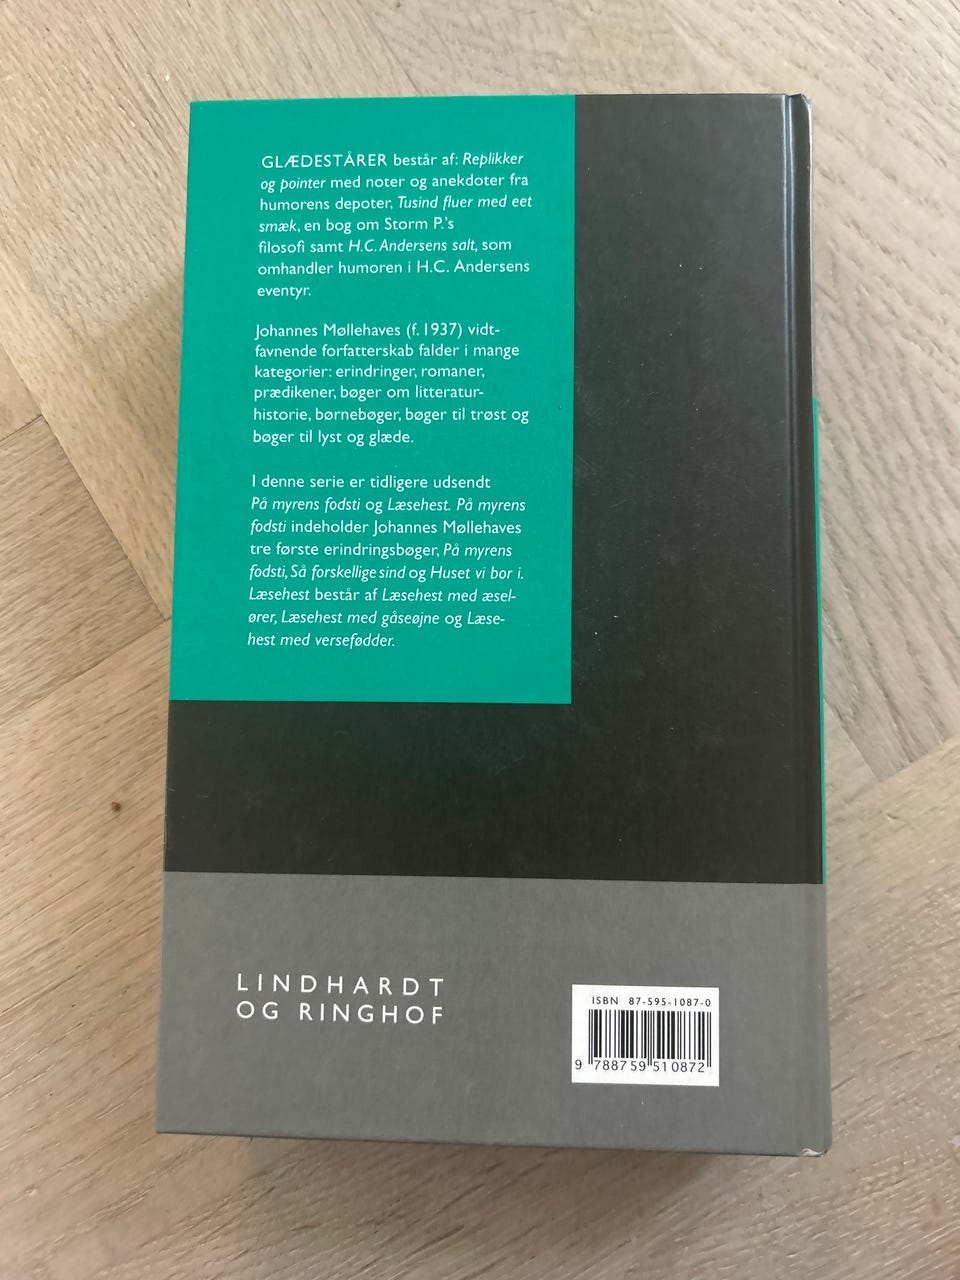 GLÆDESTÅRER består af: Replikker
og pointer med noter og anekdoter fra
humorens depoter, Tusind fluer med eet
smæk, en bog om Storm P.'s
filosofi samt H.C. Andersens salt, som
omhandler humoren i H.C. Andersens
eventyr.
Johannes Møllehaves (f. 1937) vidt-
favnende forfatterskab falder i mange
kategorier: erindringer, romaner,
prædikener, bøger om litteratur-
historie, børnebøger, bøger til trøst og
bøger til lyst og glæde.
I denne serie er tidligere udsendt
På myrens fodsti og Læsehest. På myrens
fodsti indeholder Johannes Møllehaves
tre første erindringsbøger, På myrens
fodsti, Så forskellige sind og Huset vi bor i.
Læsehest består af Læsehest med æsel-
ører, Læsehest med gåseøjne og Læse-
hest med versefødder.
LINDHARDT
OG RINGHOF
ISBN 87-595-1087-0
9 788759 510872